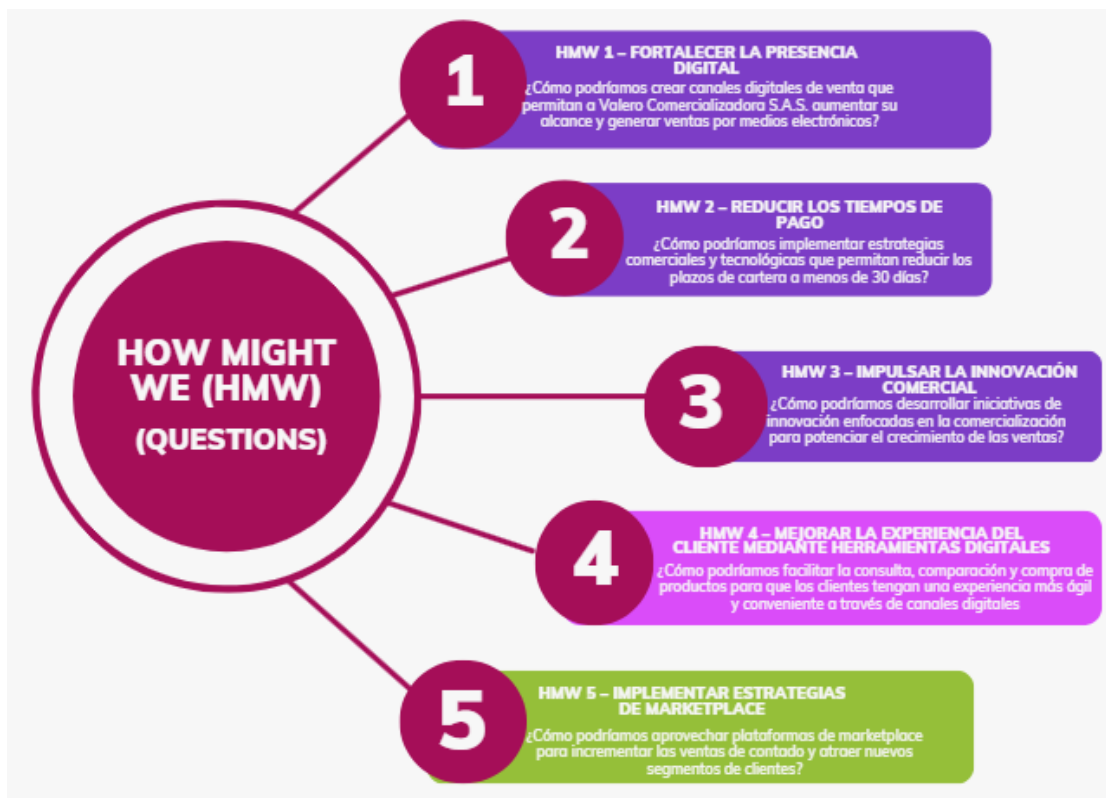 HOW MIGHT
WE (HMW)
(QUESTIONS)
1
HMW 1 – FORTALECER LA PRESENCIA
DIGITAL
¿Cómo podríamos crear canales digitales de venta que
permitan a Valero Comercializadora S.A.S. aumentar su
alcance y generar ventas por medios electrónicos?
2
HMW 2 – REDUCIR LOS TIEMPOS DE
PAGO
¿Cómo podríamos implementar estrategias
comerciales y tecnológicas que permitan reducir los
plazos de cartera a menos de 30 días?
3
HMW 3 – IMPULSAR LA INNOVACIÓN
COMERCIAL
¿Cómo podríamos desarrollar iniciativas de
innovación enfocadas en la comercialización
para potenciar el crecimiento de las ventas?
4
HMW 4 – MEJORAR LA EXPERIENCIA DEL
CLIENTE MEDIANTE HERRAMIENTAS DIGITALES
¿Cómo podríamos facilitar la consulta, comparación y compra de
productos para que los clientes tengan una experiencia más ágil
y conveniente a través de canales digitales
5
HMW 5 – IMPLEMENTAR ESTRATEGIAS
DE MARKETPLACE
¿Cómo podríamos aprovechar plataformas de marketplace
para incrementar las ventas de contado y atraer nuevos
segmentos de clientes?